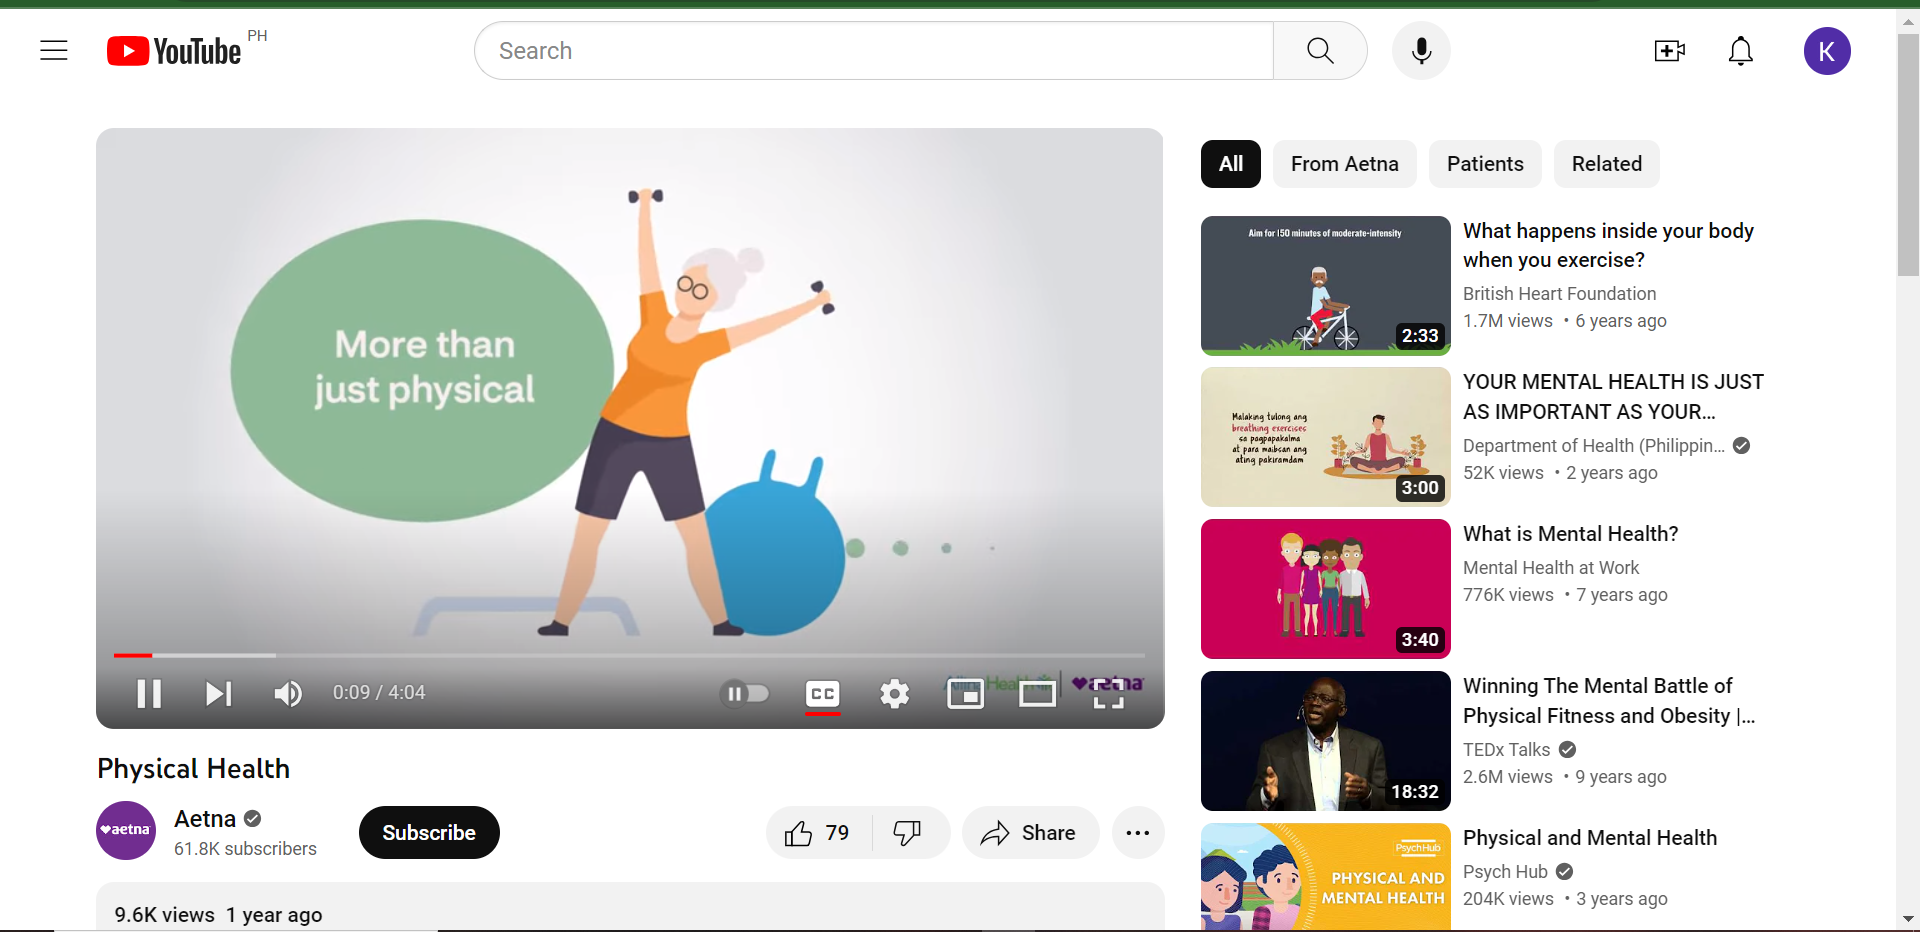 YouTube PH
Search
K
More than
just physical
0:09 / 4:04
CC
aetna
Physical Health
aetna
Aetna
61.8K subscribers
Subscribe
79
Share
9.6K views 1 year ago
All
From Aetna
Patients
Related
Aim for 150 minutes of moderate-intensity
2:33
What happens inside your body
when you exercise?
British Heart Foundation
1.7M views • 6 years ago
Malaking tulong ang
breathing exercises
sa pagpapakalma
at para maibsan ang
ating pakiramdam
3:00
YOUR MENTAL HEALTH IS JUST
AS IMPORTANT AS YOUR...
Department of Health (Philippin...
52K views • 2 years ago
3:40
What is Mental Health?
Mental Health at Work
776K views • 7 years ago
18:32
Winning The Mental Battle of
Physical Fitness and Obesity |...
TEDx Talks
2.6M views • 9 years ago
PsychHub
PHYSICAL AND
MENTAL HEALTH
Physical and Mental Health
Psych Hub
204K views • 3 years ago